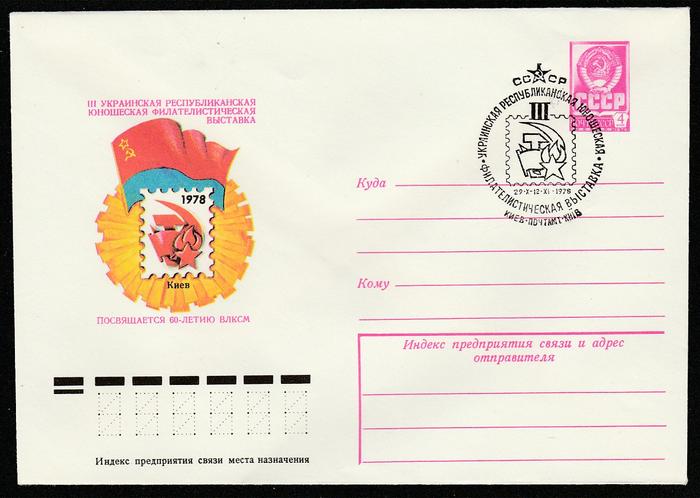 III УКРАИНСКАЯ РЕСПУБЛИКАНСКАЯ
ЮНОШЕСКАЯ ФИЛАТЕЛИСТИЧЕСКАЯ
ВЫСТАВКА
1978
Киев
ПОСВЯЩАЕТСЯ 60-ЛЕТИЮ ВЛКСМ
СССР
УКРАИНСКАЯ РЕСПУБЛИКАНСКАЯ ЮНОШЕСКАЯ
III
29·X-12·XI·1978
ФИЛАТЕЛИСТИЧЕСКАЯ ВЫСТАВКА
КИЕВ-ПОЧТАМТ
СССР
ПОЧТА СССР 4
Куда
Кому
Индекс предприятия связи и адрес
отправителя
Индекс предприятия связи места назначения